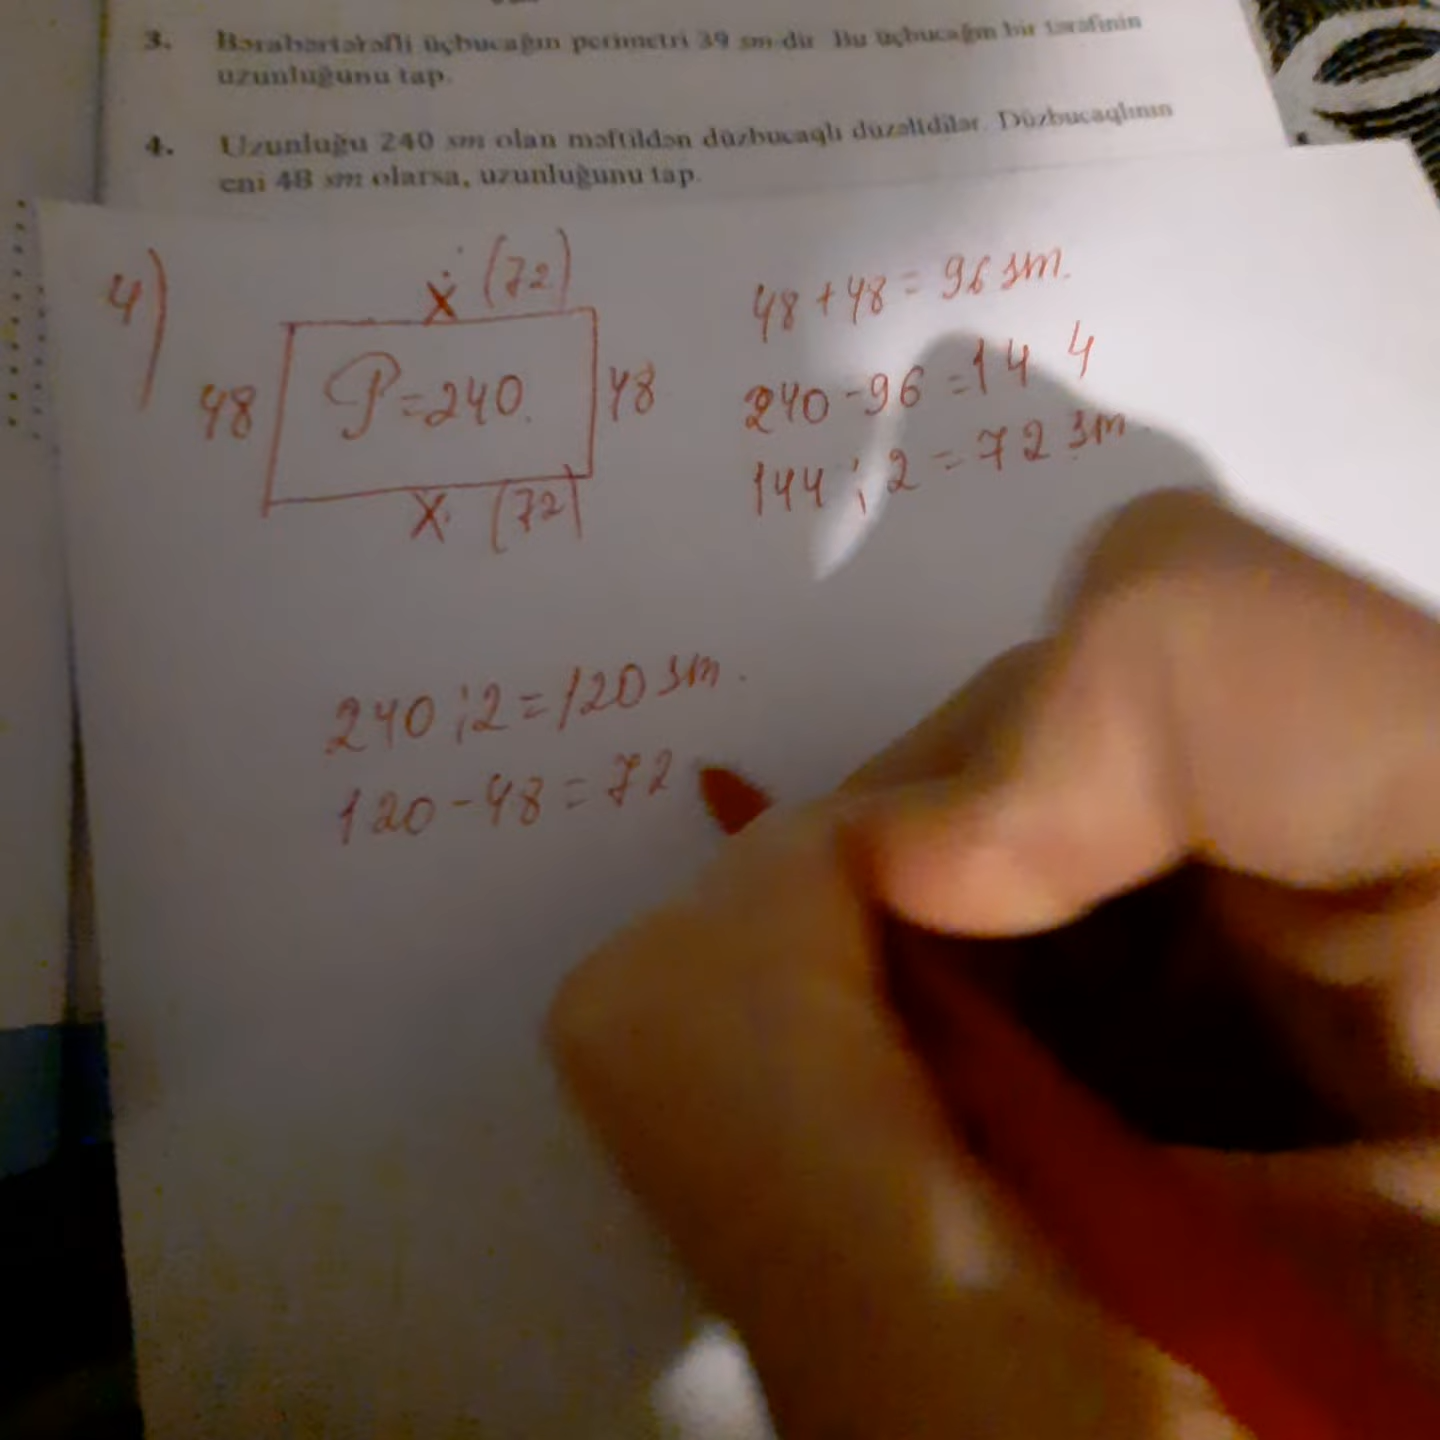 3. Bərabərtərəfli üçbucağın perimetri 39 sm-dir. Bu üçbucağın bir tərəfinin
uzunluğunu tap.
4. Uzunluğu 240 sm olan məftildən düzbucaqlı düzəltdilər. Düzbucaqlının
eni 48 sm olarsa, uzunluğunu tap.
4)
x (72)
48 P=240. 48
x. (72)
48+48=96 sm.
240-96=144
144:2=72 sm.
240:2=120 sm.
120-48=72